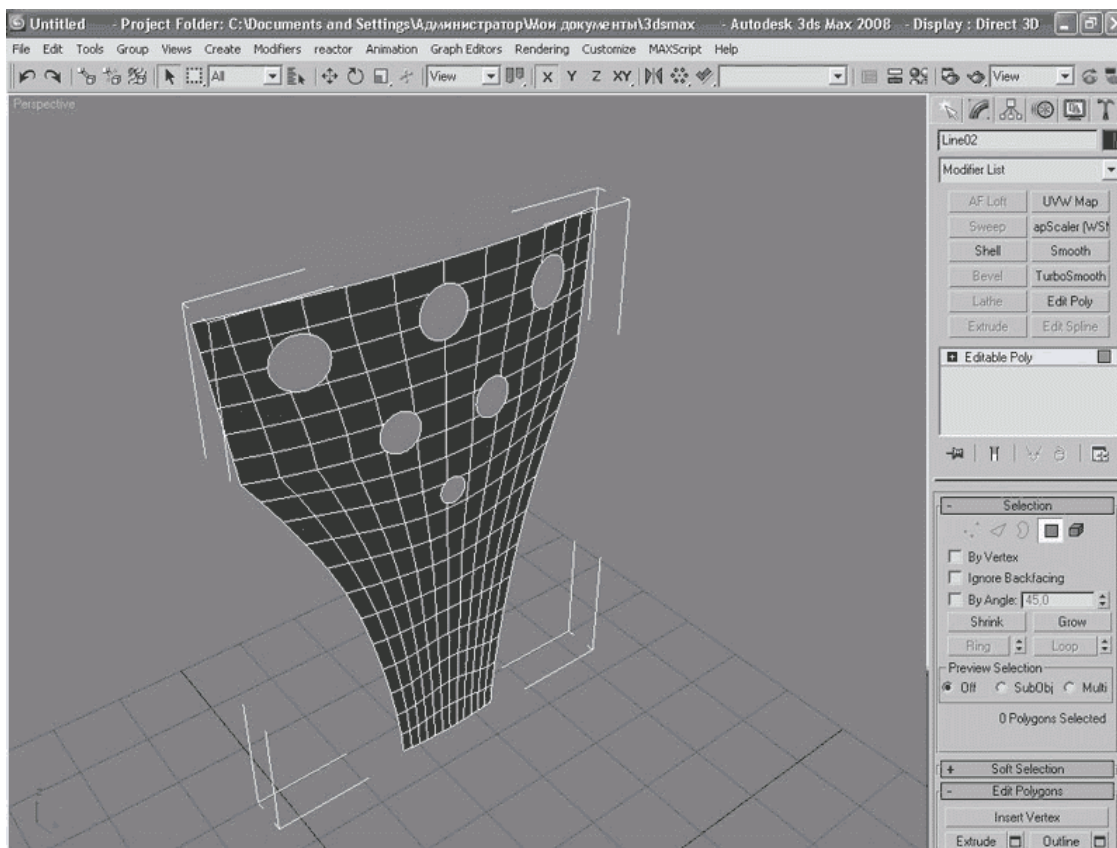 Untitled - Project Folder: C:\Documents and Settings\Администратор\Мои документы\3dsmax - Autodesk 3ds Max 2008 - Display : Direct 3D
File Edit Tools Group Views Create Modifiers reactor Animation Graph Editors Rendering Customize MAXScript Help
All View X Y Z XY View
Perspective
Line02
Modifier List
AF Loft UVW Map
Sweep apScaler (WSM
Shell Smooth
Bevel TurboSmooth
Lathe Edit Poly
Extrude Edit Spline
Editable Poly
- Selection
By Vertex
Ignore Backfacing
By Angle: 45,0
Shrink Grow
Ring Loop
Preview Selection
Off SubObj Multi
0 Polygons Selected
+ Soft Selection
- Edit Polygons
Insert Vertex
Extrude Outline